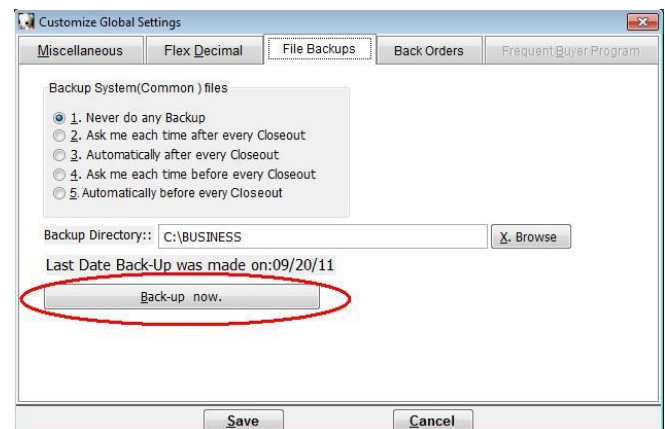 Customize Global Settings
Miscellaneous Flex Decimal File Backups Back Orders Frequent Buyer Program
Backup System(Common ) files
1. Never do any Backup
2. Ask me each time after every Closeout
3. Automatically after every Closeout
4. Ask me each time before every Closeout
5. Automatically before every Closeout
Backup Directory:: C:\BUSINESS X. Browse
Last Date Back-Up was made on:09/20/11
Back-up now.
Save Cancel